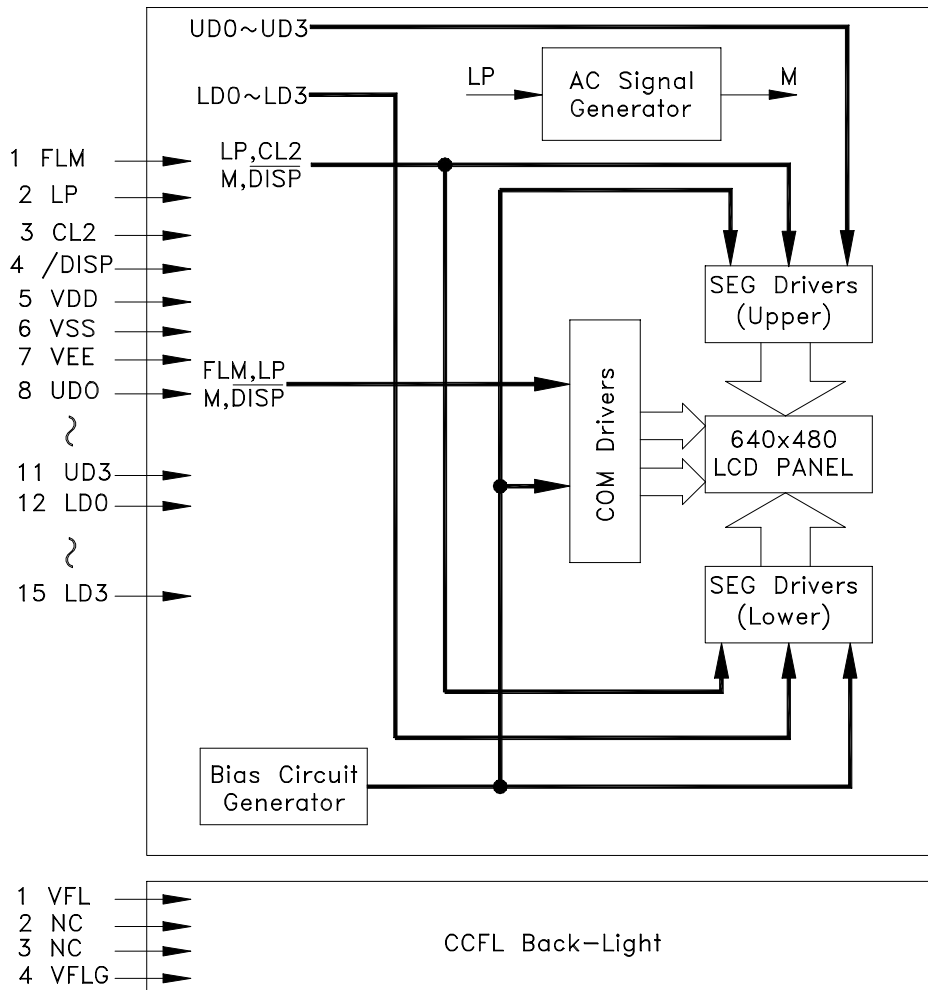 UD0~UD3
LP
AC Signal
Generator
M
LD0~LD3
1 FLM
LP,CL2
M,DISP
2 LP
3 CL2
4 /DISP
5 VDD
6 VSS
7 VEE
8 UD0
~
11 UD3
12 LD0
~
15 LD3
SEG Drivers
(Upper)
FLM,LP
M,DISP
COM Drivers
640x480
LCD PANEL
SEG Drivers
(Lower)
Bias Circuit
Generator
1 VFL
2 NC
3 NC
4 VFLG
CCFL Back-Light